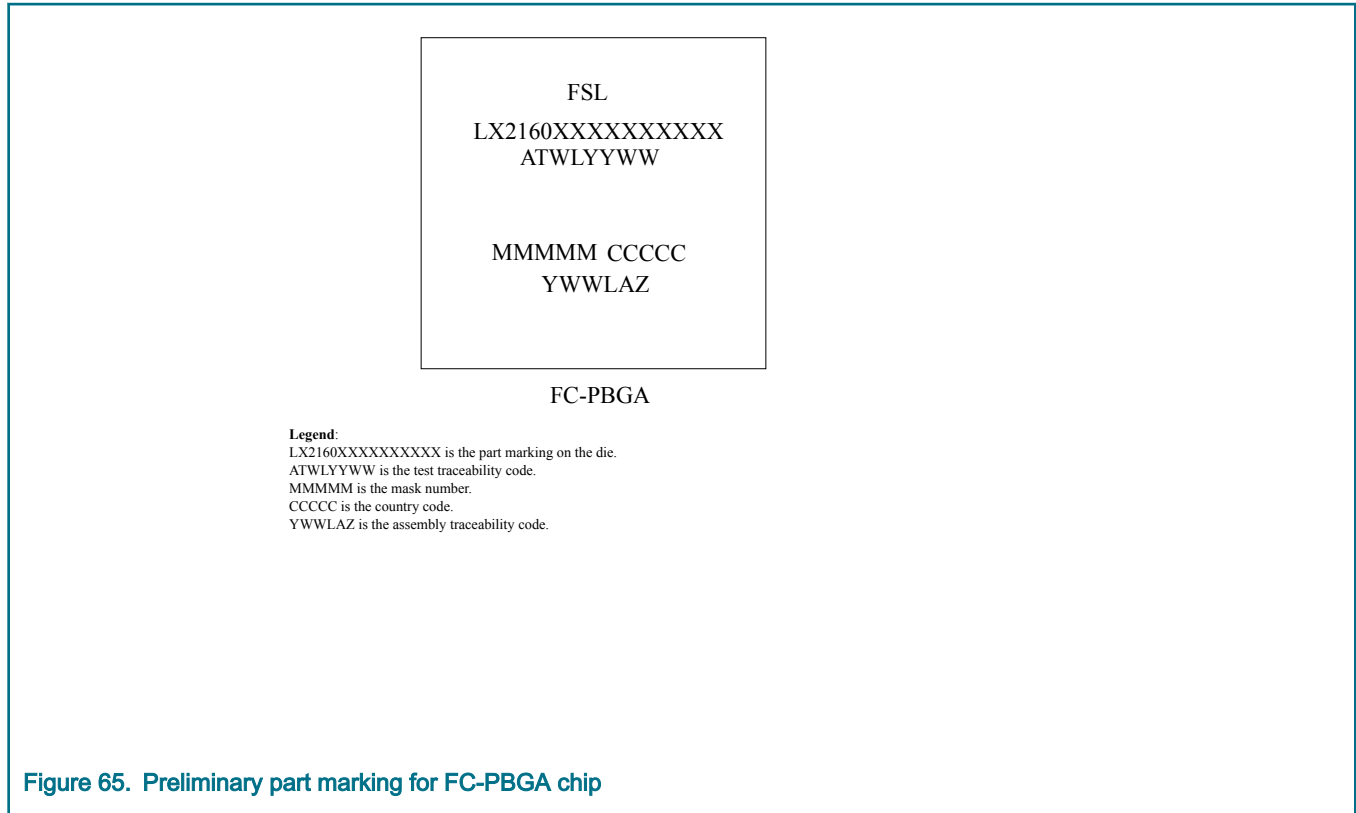 FSL
LX2160XXXXXXXXXX
ATWLYYWW
MMMMM CCCCC
YWWLAZ
FC-PBGA
Legend:
LX2160XXXXXXXXXX is the part marking on the die.
ATWLYYWW is the test traceability code.
MMMMM is the mask number.
CCCCC is the country code.
YWWLAZ is the assembly traceability code.
Figure 65. Preliminary part marking for FC-PBGA chip